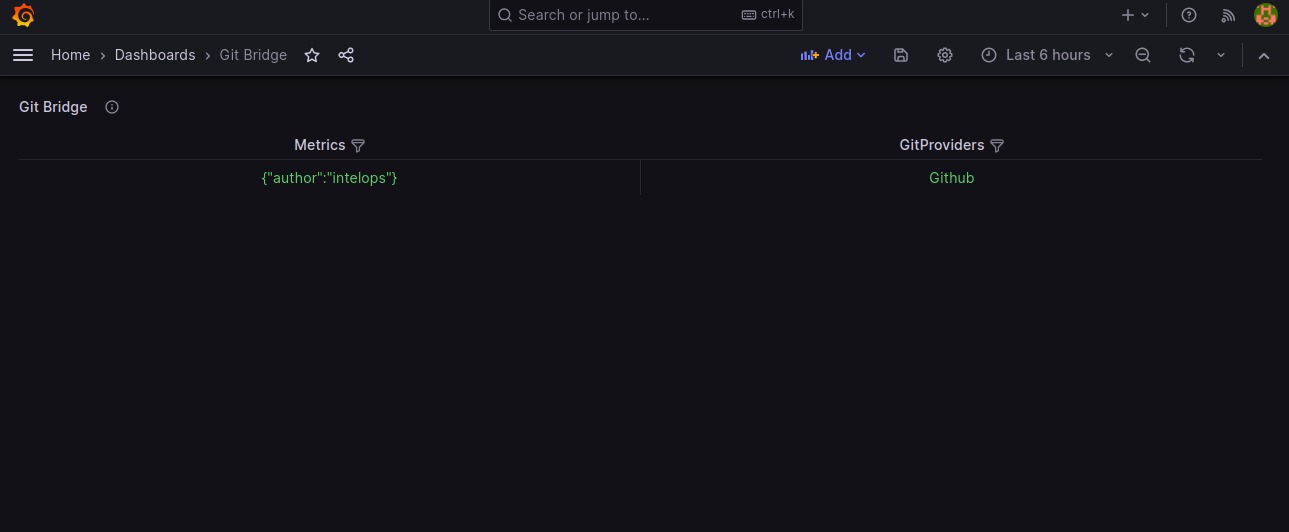 Search or jump to... ctrl+k
Home › Dashboards › Git Bridge Add Last 6 hours
Git Bridge
Metrics GitProviders
{"author":"intelops"} Github